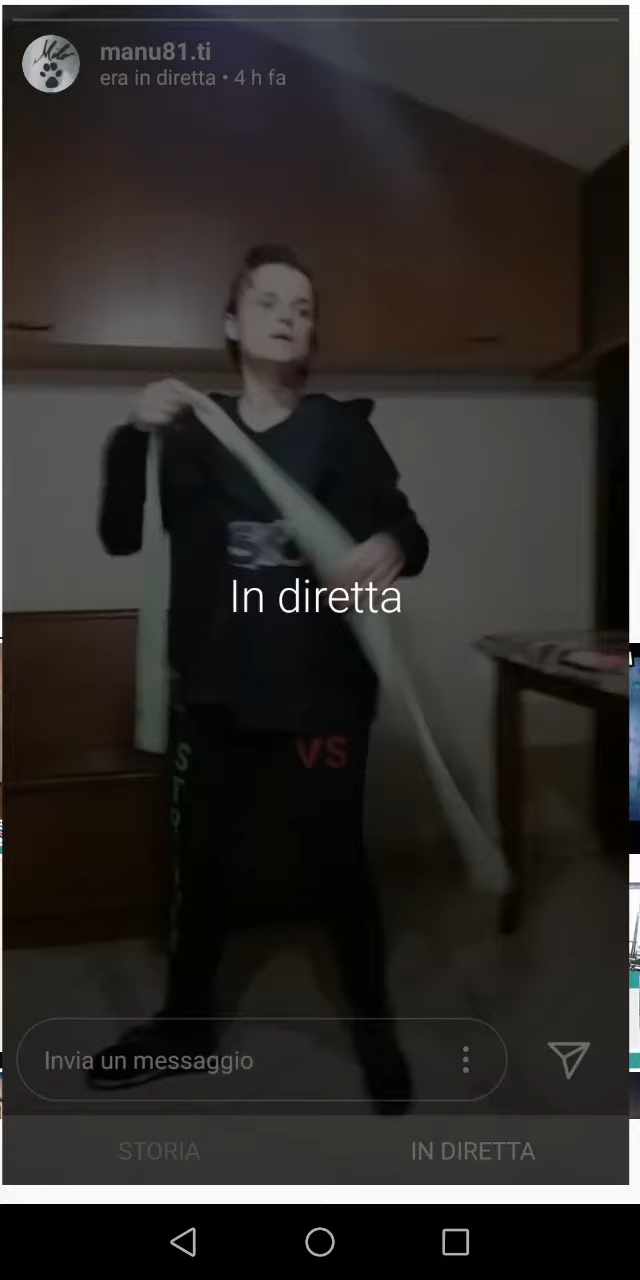 manu81.ti
era in diretta • 4 h fa
In diretta
VS
Invia un messaggio
STORIA
IN DIRETTA